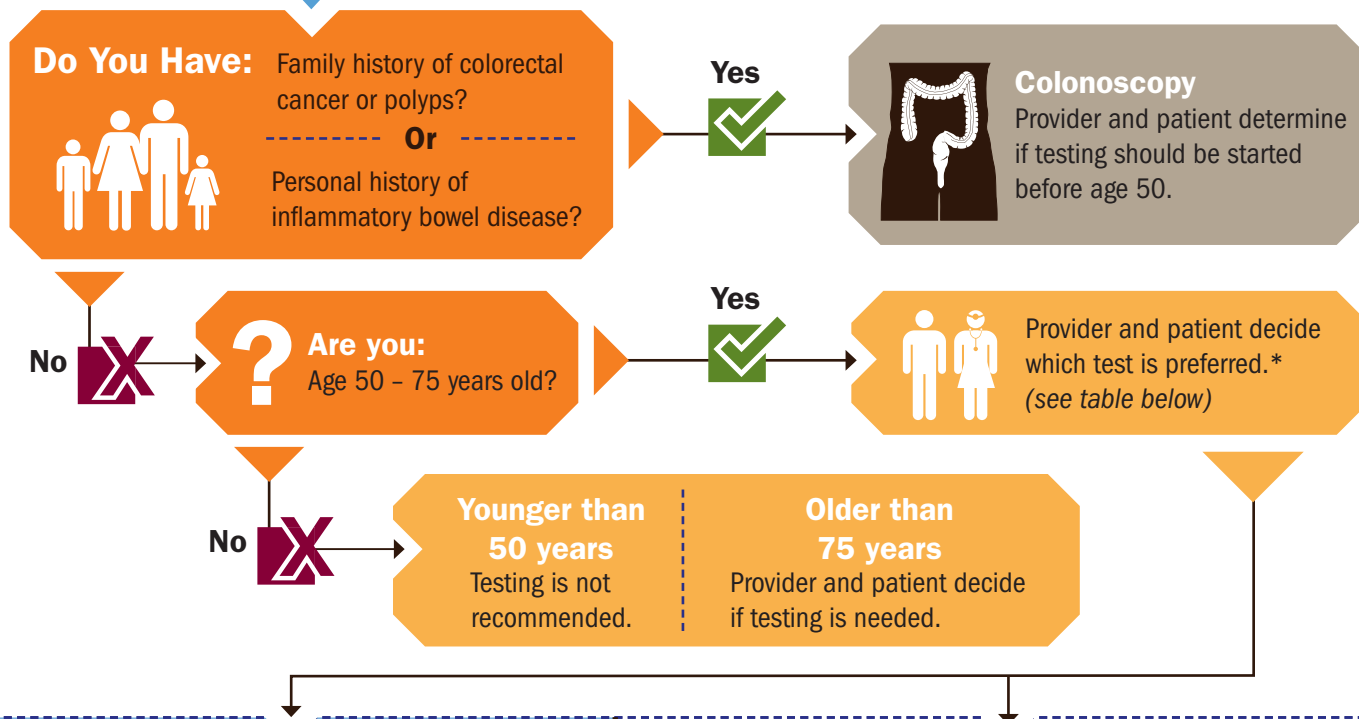 Do You Have:
Family history of colorectal
cancer or polyps?
Or
Personal history of
inflammatory bowel disease?
Yes
Colonoscopy
Provider and patient determine
if testing should be started
before age 50.
No
Are you:
Age 50 – 75 years old?
Yes
Provider and patient decide
which test is preferred.*
(see table below)
No
Younger than
50 years
Testing is not
recommended.
Older than
75 years
Provider and patient decide
if testing is needed.